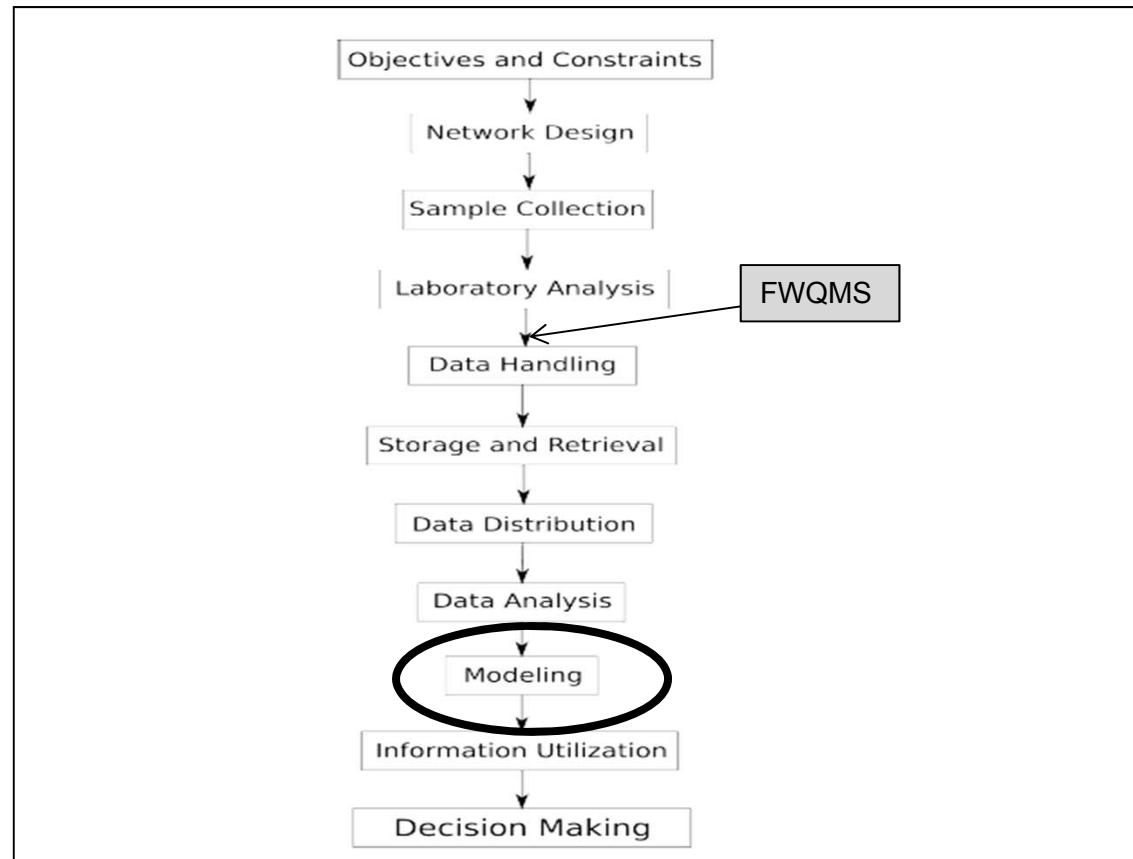 Objectives and Constraints
Network Design
Sample Collection
Laboratory Analysis
FWQMS
Data Handling
Storage and Retrieval
Data Distribution
Data Analysis
Modeling
Information Utilization
Decision Making